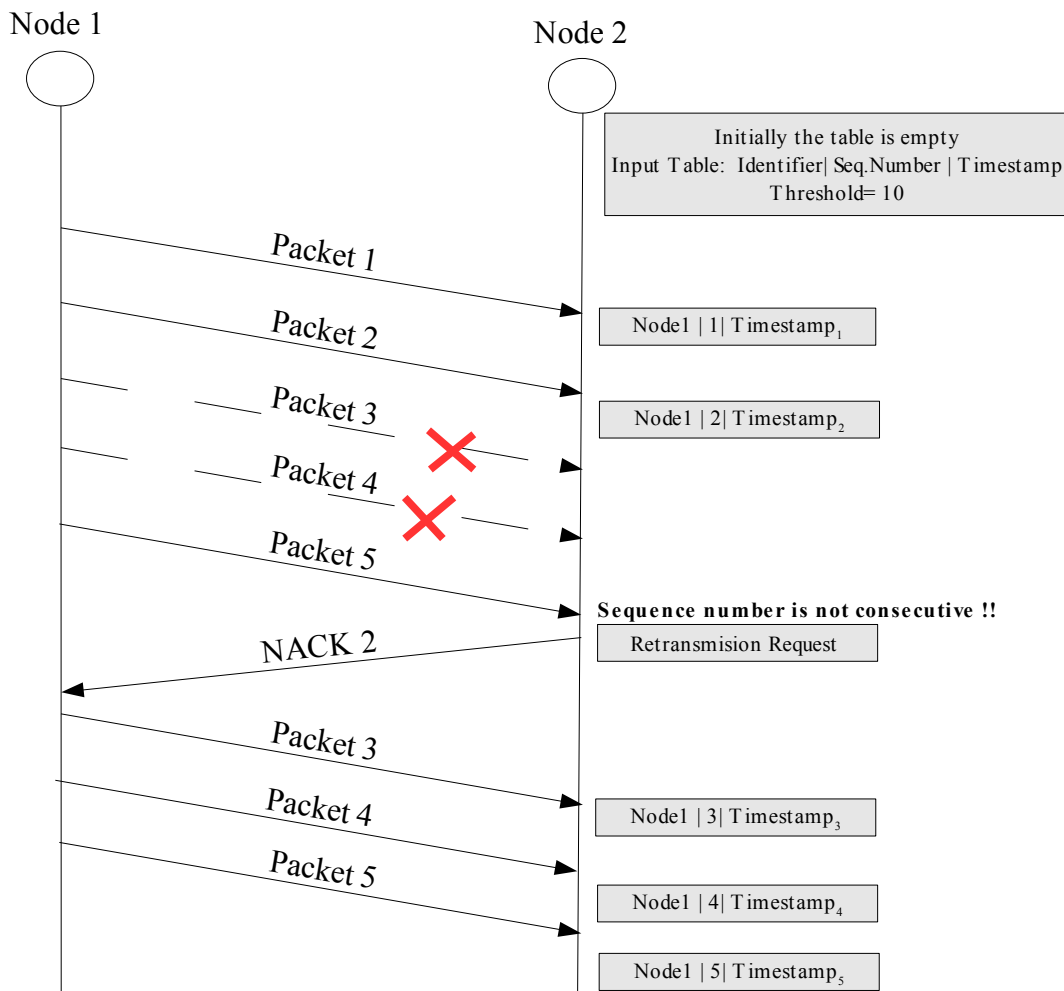 Node 1
Node 2
Initially the table is empty
Input Table: Identifier| Seq.Number | Timestamp
Threshold= 10
Packet 1
Node1 | 1| Timestamp₁
Packet 2
Packet 3
Node1 | 2| Timestamp₂
Packet 4
Packet 5
Sequence number is not consecutive !!
NACK 2
Retransmision Request
Packet 3
Packet 4
Node1 | 3| Timestamp₃
Packet 5
Node1 | 4| Timestamp₄
Node1 | 5| Timestamp₅